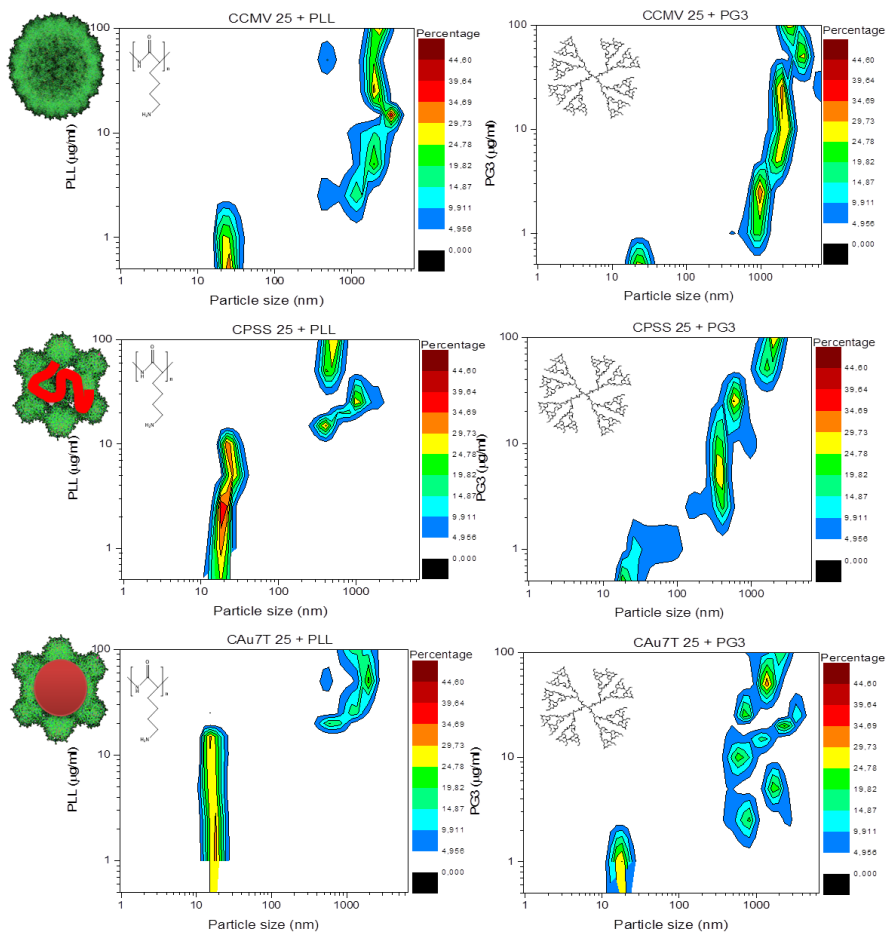 CCMV 25 + PLL
PLL (µg/ml)
100
10
1
1
10
100
1000
Particle size (nm)
O
N
H
n
H₂N
Percentage
44,60
39,64
34,69
29,73
24,78
19,82
14,87
9,911
4,956
0,000
CCMV 25 + PG3
PG3 (µg/ml)
100
10
1
1
10
100
1000
Particle size (nm)
Percentage
44,60
39,64
34,69
29,73
24,78
19,82
14,87
9,911
4,956
0,000
CPSS 25 + PLL
PLL (µg/ml)
100
10
1
1
10
100
1000
Particle size (nm)
O
N
H
n
H₂N
Percentage
44,60
39,64
34,69
29,73
24,78
19,82
14,87
9,911
4,956
0,000
CPSS 25 + PG3
PG3 (µg/ml)
100
10
1
1
10
100
1000
Particle size (nm)
Percentage
44,60
39,64
34,69
29,73
24,78
19,82
14,87
9,911
4,956
0,000
CAu7T 25 + PLL
PLL (µg/ml)
100
10
1
1
10
100
1000
Particle size (nm)
O
N
H
n
H₂N
Percentage
44,60
39,64
34,69
29,73
24,78
19,82
14,87
9,911
4,956
0,000
CAu7T 25 + PG3
PG3 (µg/ml)
100
10
1
1
10
100
1000
Particle size (nm)
Percentage
44,60
39,64
34,69
29,73
24,78
19,82
14,87
9,911
4,956
0,000